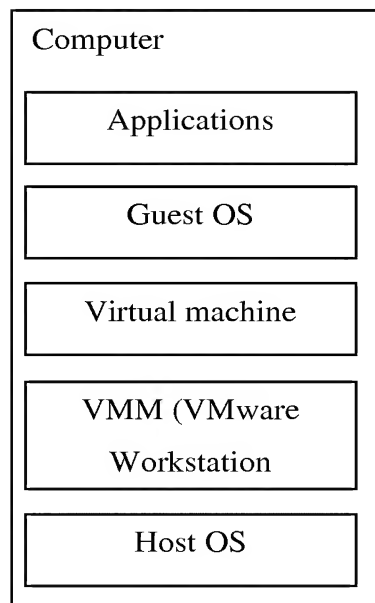 Computer
Applications
Guest OS
Virtual machine
VMM (VMware
Workstation
Host OS